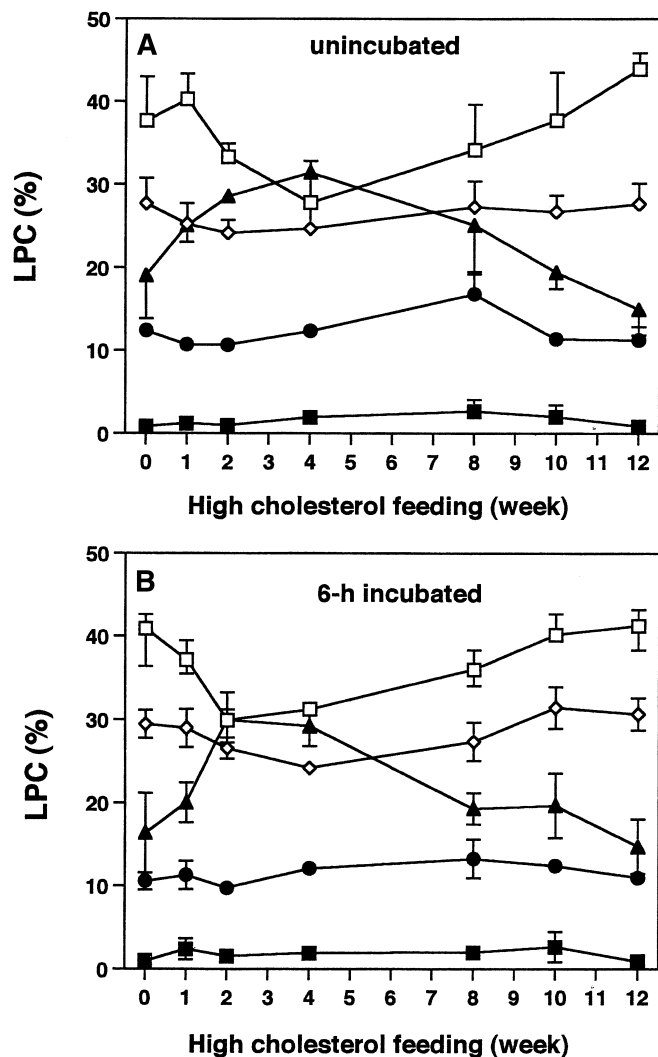 A
unincubated
50
40
30
20
10
0
LPC (%)
0 1 2 3 4 5 6 7 8 9 10 11 12
High cholesterol feeding (week)
B
6-h incubated
50
40
30
20
10
0
LPC (%)
0 1 2 3 4 5 6 7 8 9 10 11 12
High cholesterol feeding (week)